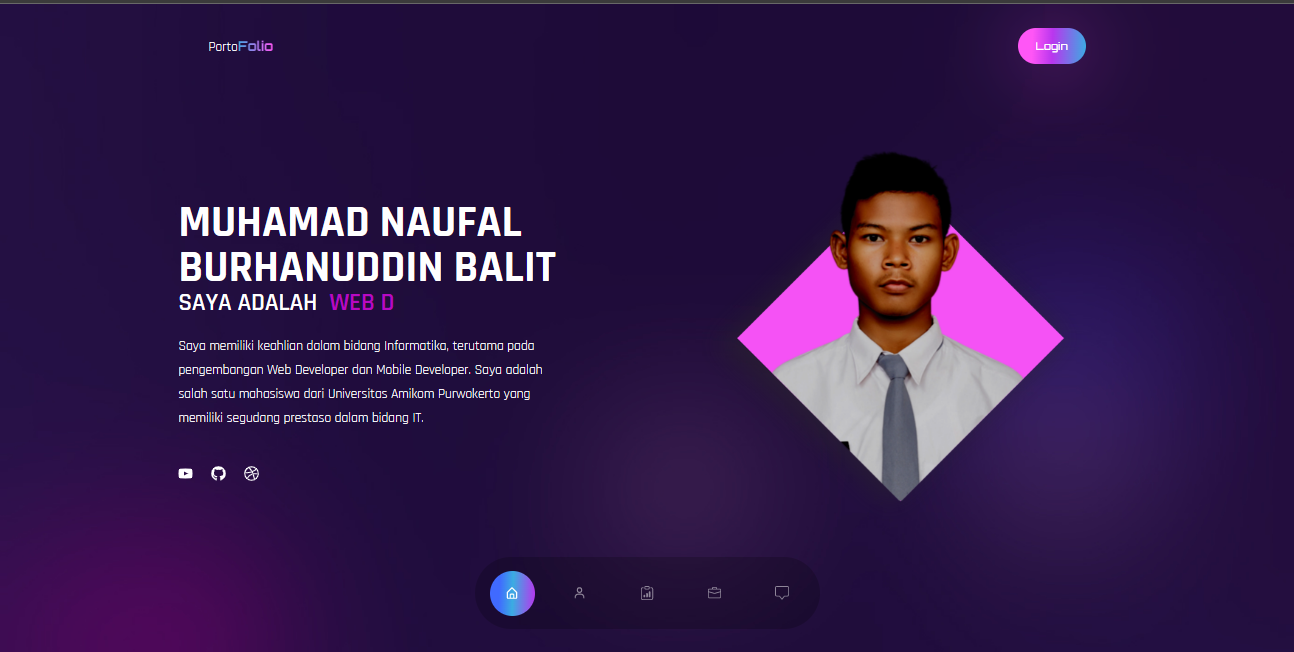 PortoFolio
Login
MUHAMAD NAUFAL
BURHANUDDIN BALIT
SAYA ADALAH WEB D
Saya memiliki keahlian dalam bidang Informatika, terutama pada
pengembangan Web Developer dan Mobile Developer. Saya adalah
salah satu mahasiswa dari Universitas Amikom Purwokerto yang
memiliki segudang prestaso dalam bidang IT.